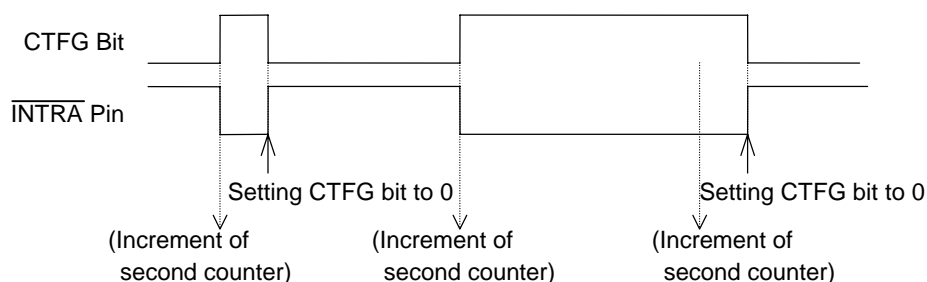 CTFG Bit
INTRA Pin
Setting CTFG bit to 0
Setting CTFG bit to 0
(Increment of
second counter)
(Increment of
second counter)
(Increment of
second counter)